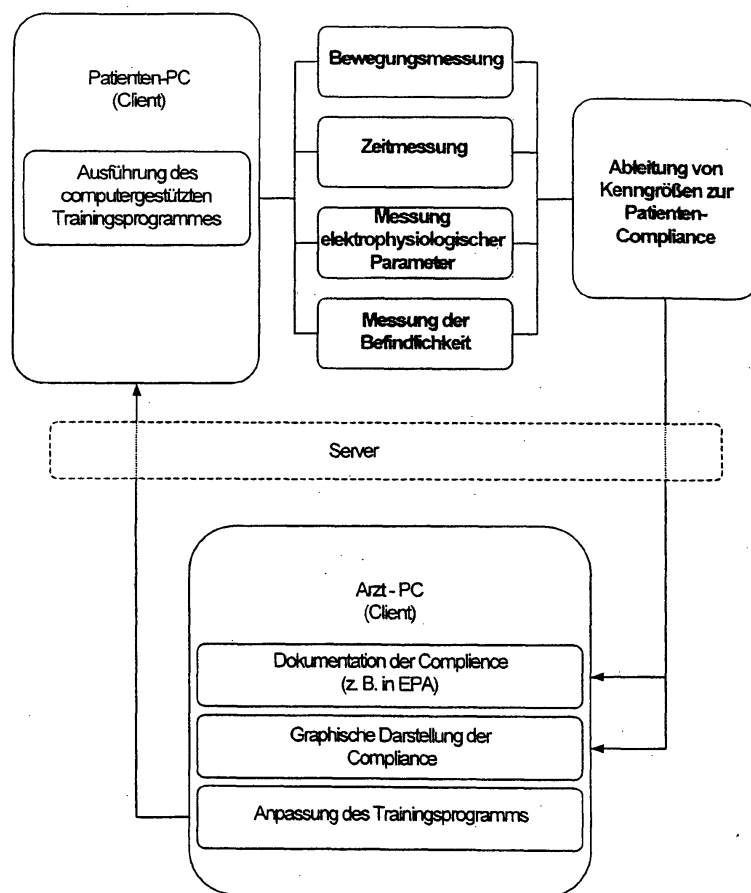 Patienten-PC
(Client)
Ausführung des
computergestützten
Trainingsprogrammes
Bewegungsmessung
Zeitmessung
Messung
elektrophysiologischer
Parameter
Messung der
Befindlichkeit
Ableitung von
Kenngrößen zur
Patienten-
Compliance
Server
Arzt - PC
(Client)
Dokumentation der Complience
(z. B. in EPA)
Graphische Darstellung der
Compliance
Anpassung des Trainingsprogramms